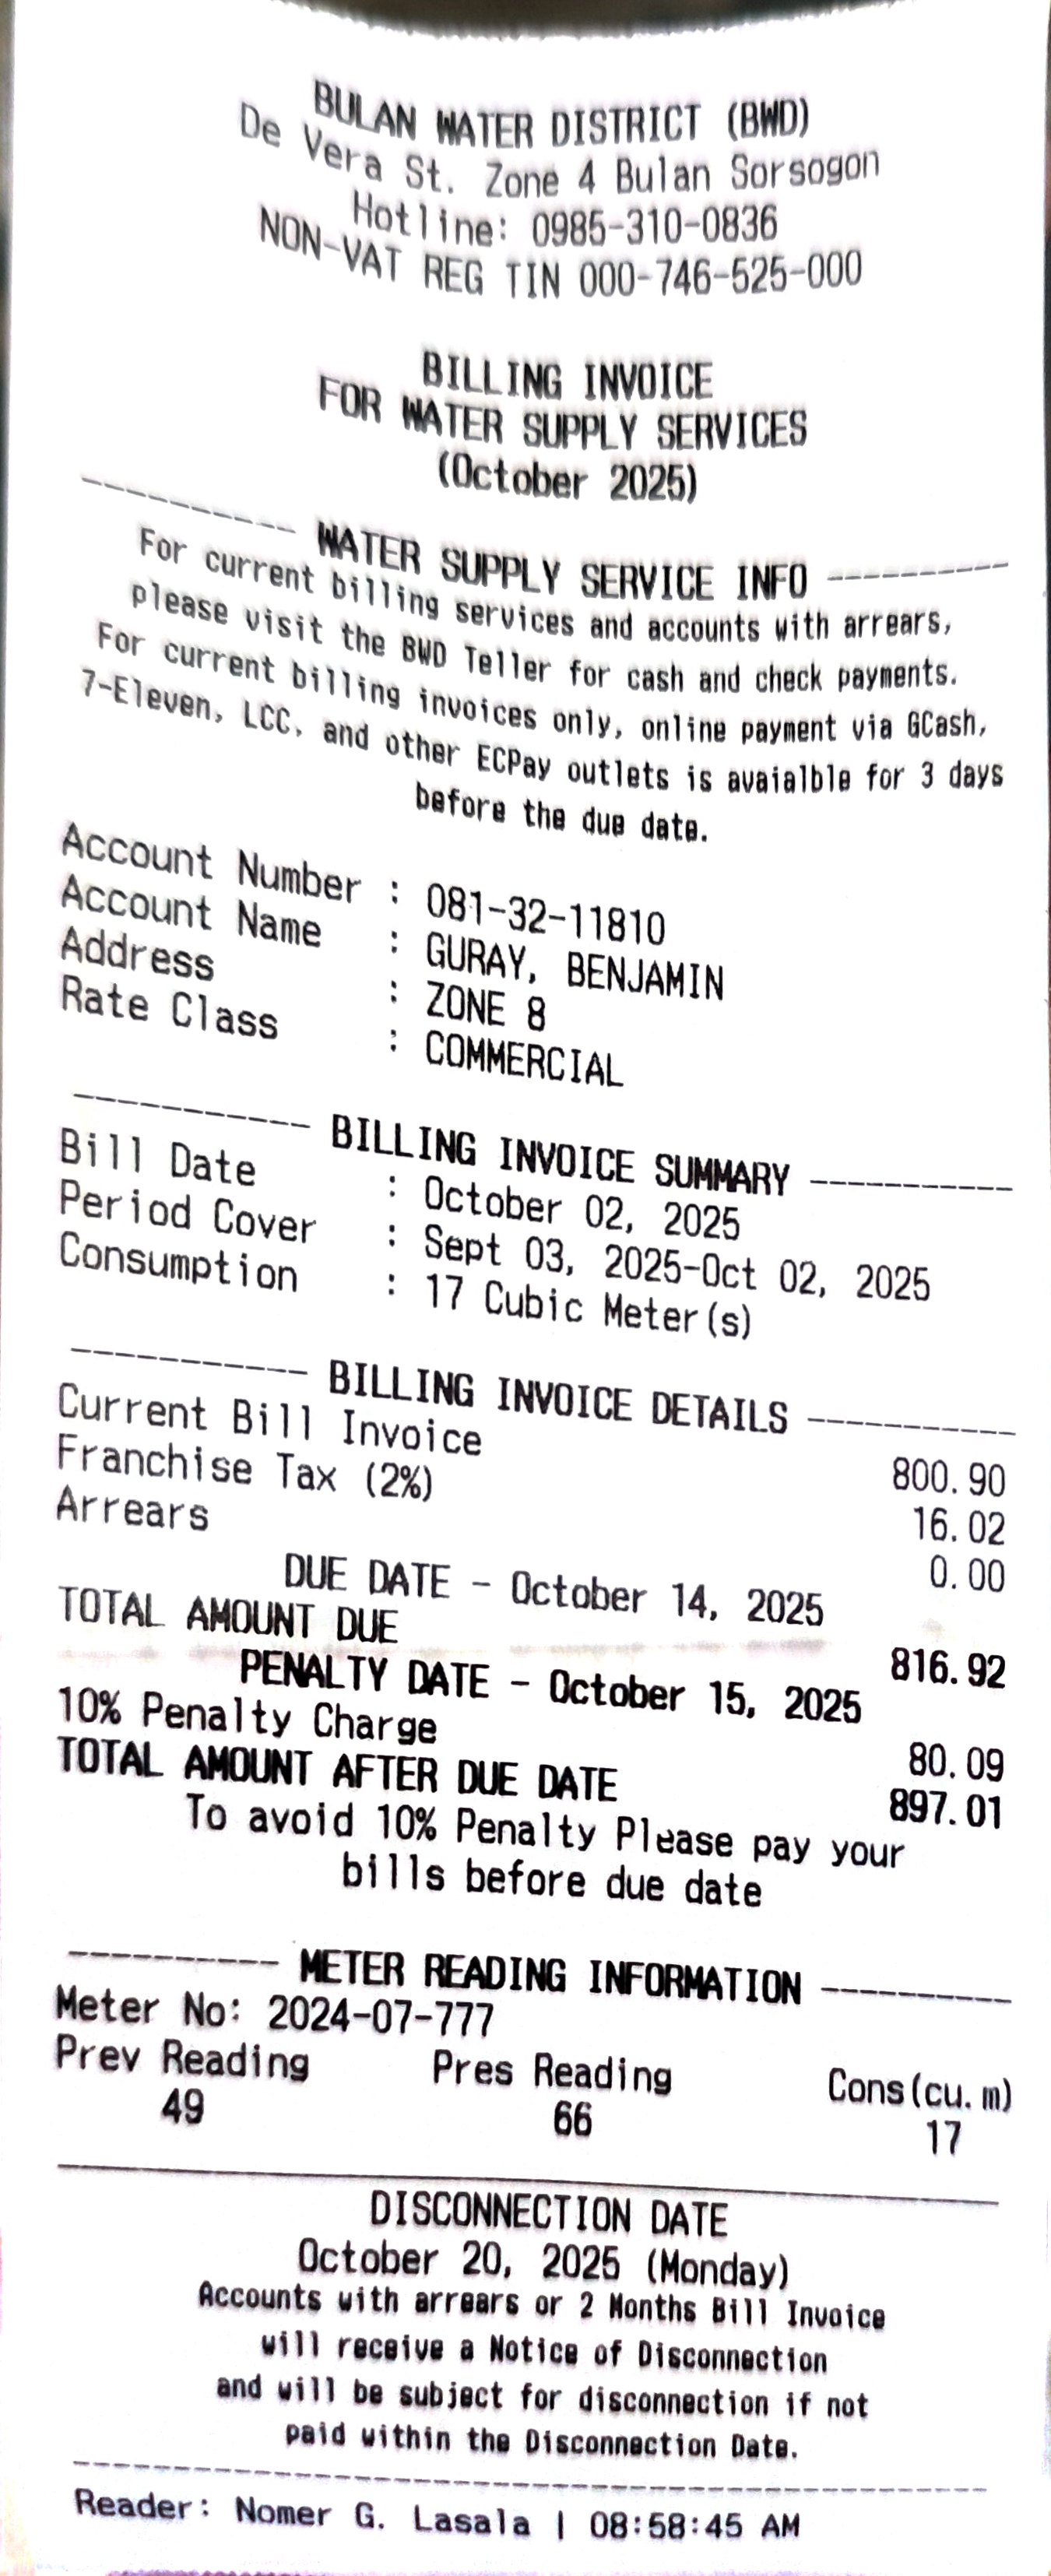 BULAN WATER DISTRICT (BWD)
De Vera St. Zone 4 Bulan Sorsogon
Hotline: 0985-310-0836
NON-VAT REG TIN 000-746-525-000
BILLING INVOICE
FOR WATER SUPPLY SERVICES
(October 2025)
---------- WATER SUPPLY SERVICE INFO ----------
For current billing services and accounts with arrears,
please visit the BWD Teller for cash and check payments.
For current billing invoices only, online payment via GCash,
7-Eleven, LCC, and other ECPay outlets is avaialble for 3 days
before the due date.
Account Number : 081-32-11810
Account Name : GURAY, BENJAMIN
Address : ZONE 8
Rate Class : COMMERCIAL
----------- BILLING INVOICE SUMMARY -----------
Bill Date : October 02, 2025
Period Cover : Sept 03, 2025-Oct 02, 2025
Consumption : 17 Cubic Meter(s)
----------- BILLING INVOICE DETAILS -----------
Current Bill Invoice 800.90
Franchise Tax (2%) 16.02
Arrears 0.00
DUE DATE - October 14, 2025
TOTAL AMOUNT DUE 816.92
PENALTY DATE - October 15, 2025
10% Penalty Charge 80.09
TOTAL AMOUNT AFTER DUE DATE 897.01
To avoid 10% Penalty Please pay your
bills before due date
---------- METER READING INFORMATION ----------
Meter No: 2024-07-777
Prev Reading Pres Reading Cons(cu.m)
49 66 17
DISCONNECTION DATE
October 20, 2025 (Monday)
Accounts with arrears or 2 Months Bill Invoice
will receive a Notice of Disconnection
and will be subject for disconnection if not
paid within the Disconnection Date.
Reader: Nomer G. Lasala | 08:58:45 AM